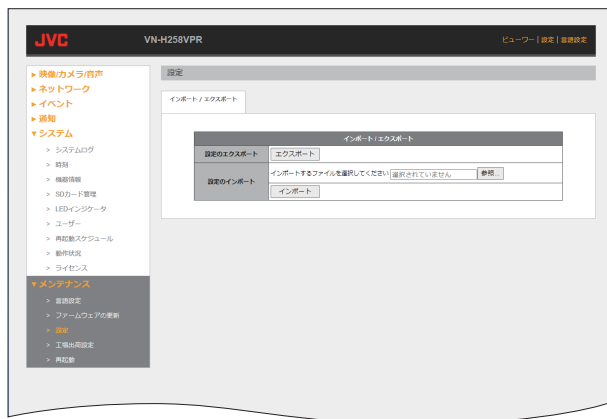 JVC
VN-H258VPR
ビューワー | 設定 | 言語設定
▶ 映像/カメラ/音声
▶ ネットワーク
▶ イベント
▶ 通知
▼ システム
> システムログ
> 時刻
> 機器情報
> SDカード管理
> LEDインジケータ
> ユーザー
> 再起動スケジュール
> 動作状況
> ライセンス
▼ メンテナンス
> 言語設定
> ファームウェアの更新
> 設定
> 工場出荷設定
> 再起動
設定
インポート / エクスポート
インポート / エクスポート
設定のエクスポート
エクスポート
設定のインポート
インポートするファイルを選択してください 選択されていません 参照...
インポート